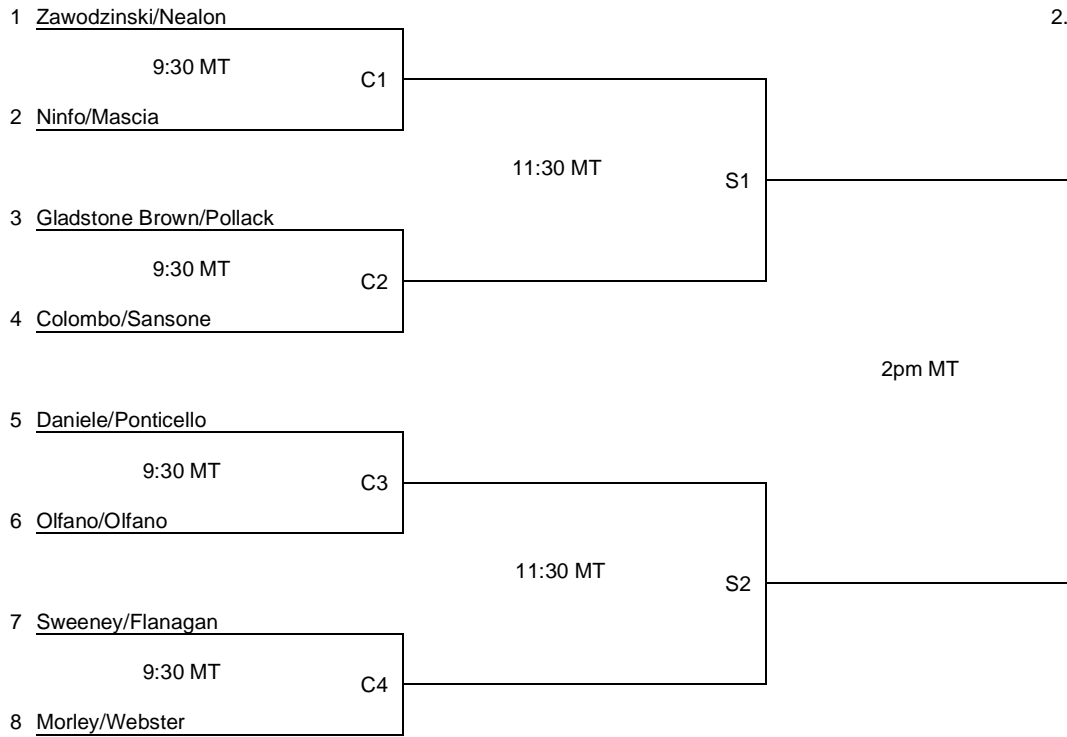 1 Zawodzinski/Nealon
2.
9:30 MT
C1
2 Ninfo/Mascia
11:30 MT
S1
3 Gladstone Brown/Pollack
9:30 MT
C2
4 Colombo/Sansone
2pm MT
5 Daniele/Ponticello
9:30 MT
C3
6 Olfano/Olfano
11:30 MT
S2
7 Sweeney/Flanagan
9:30 MT
C4
8 Morley/Webster